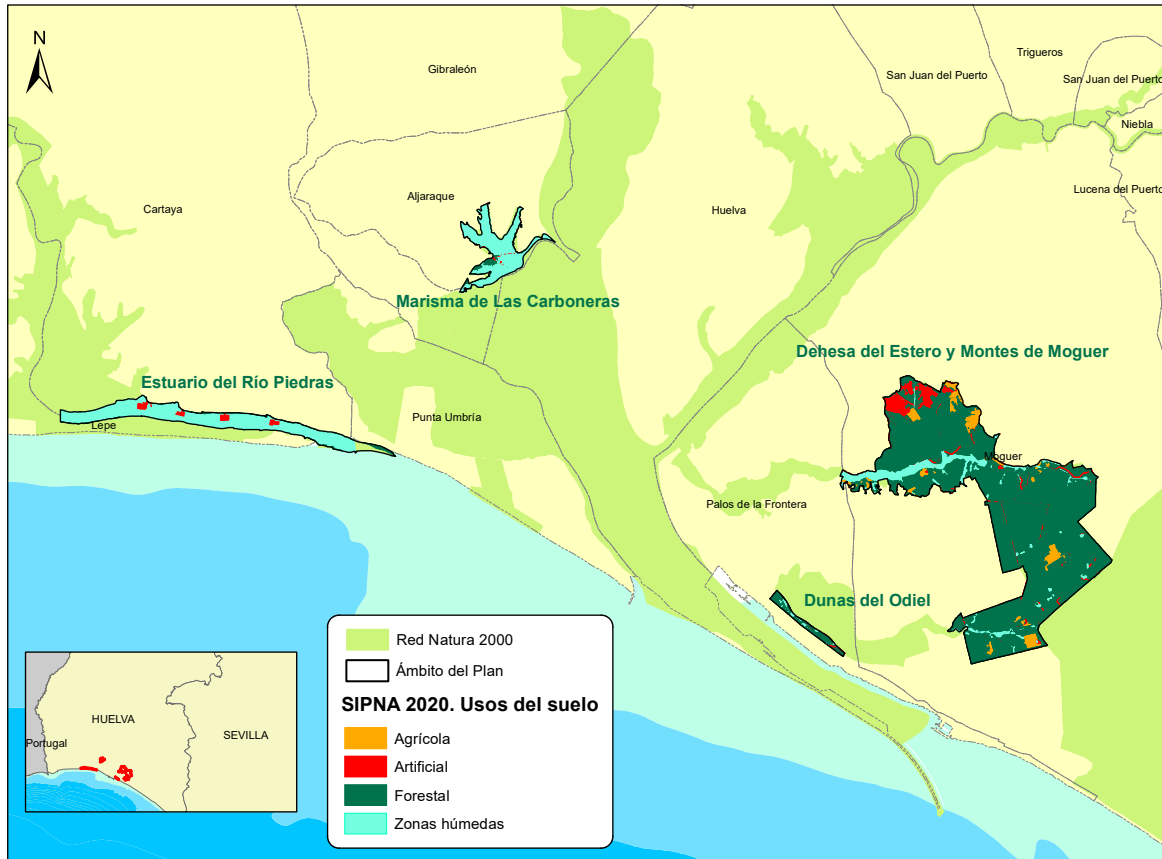 N
Gibraleón
Trigueros
San Juan del Puerto
San Juan del Puerto
Niebla
Lucena del Puerto
Aljaraque
Cartaya
Huelva
Marisma de Las Carboneras
Dehesa del Estero y Montes de Moguer
Estuario del Río Piedras
Punta Umbría
Lepe
Moguer
Palos de la Frontera
Dunas del Odiel
Red Natura 2000
Ámbito del Plan
SIPNA 2020. Usos del suelo
Agrícola
Artificial
Forestal
Zonas húmedas
HUELVA
SEVILLA
Portugal